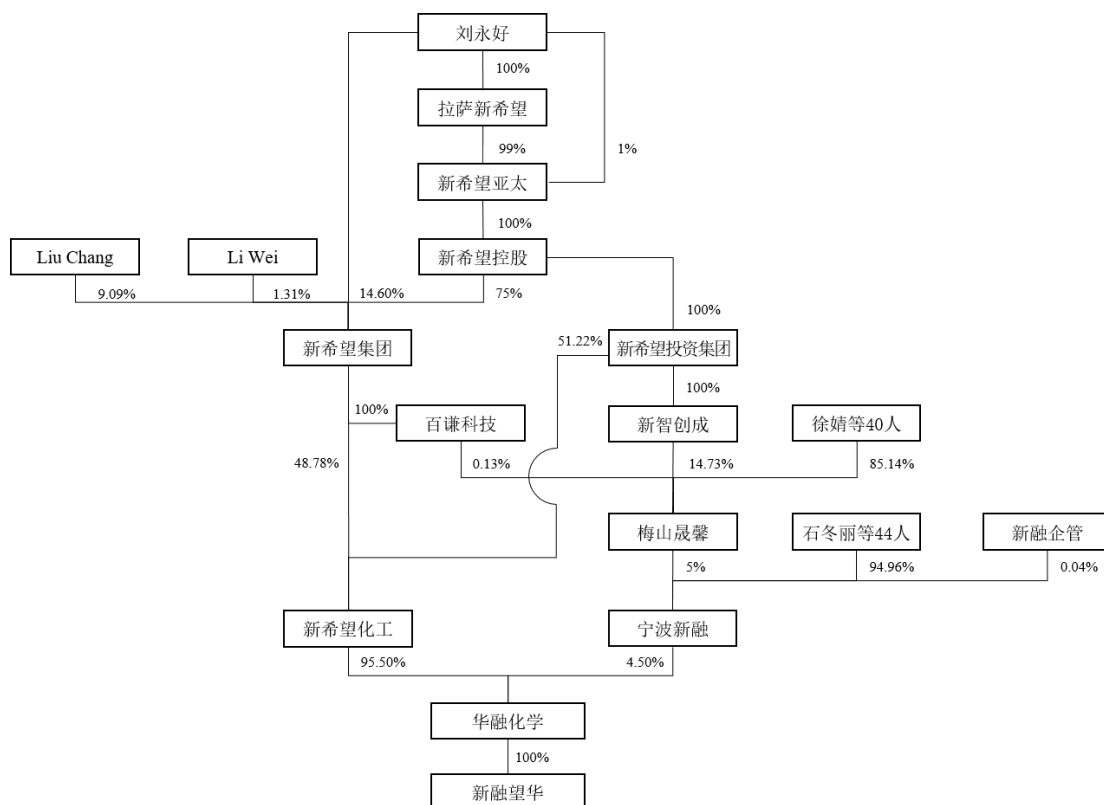 刘永好
100%
拉萨新希望
99%
1%
新希望亚太
100%
Liu Chang
Li Wei
新希望控股
9.09%
1.31%
14.60%
75%
100%
新希望集团
51.22%
新希望投资集团
100%
100%
百谦科技
新智创成
徐婧等40人
48.78%
0.13%
14.73%
85.14%
梅山晟馨
石冬丽等44人
新融企管
5%
94.96%
0.04%
新希望化工
宁波新融
95.50%
4.50%
华融化学
100%
新融望华